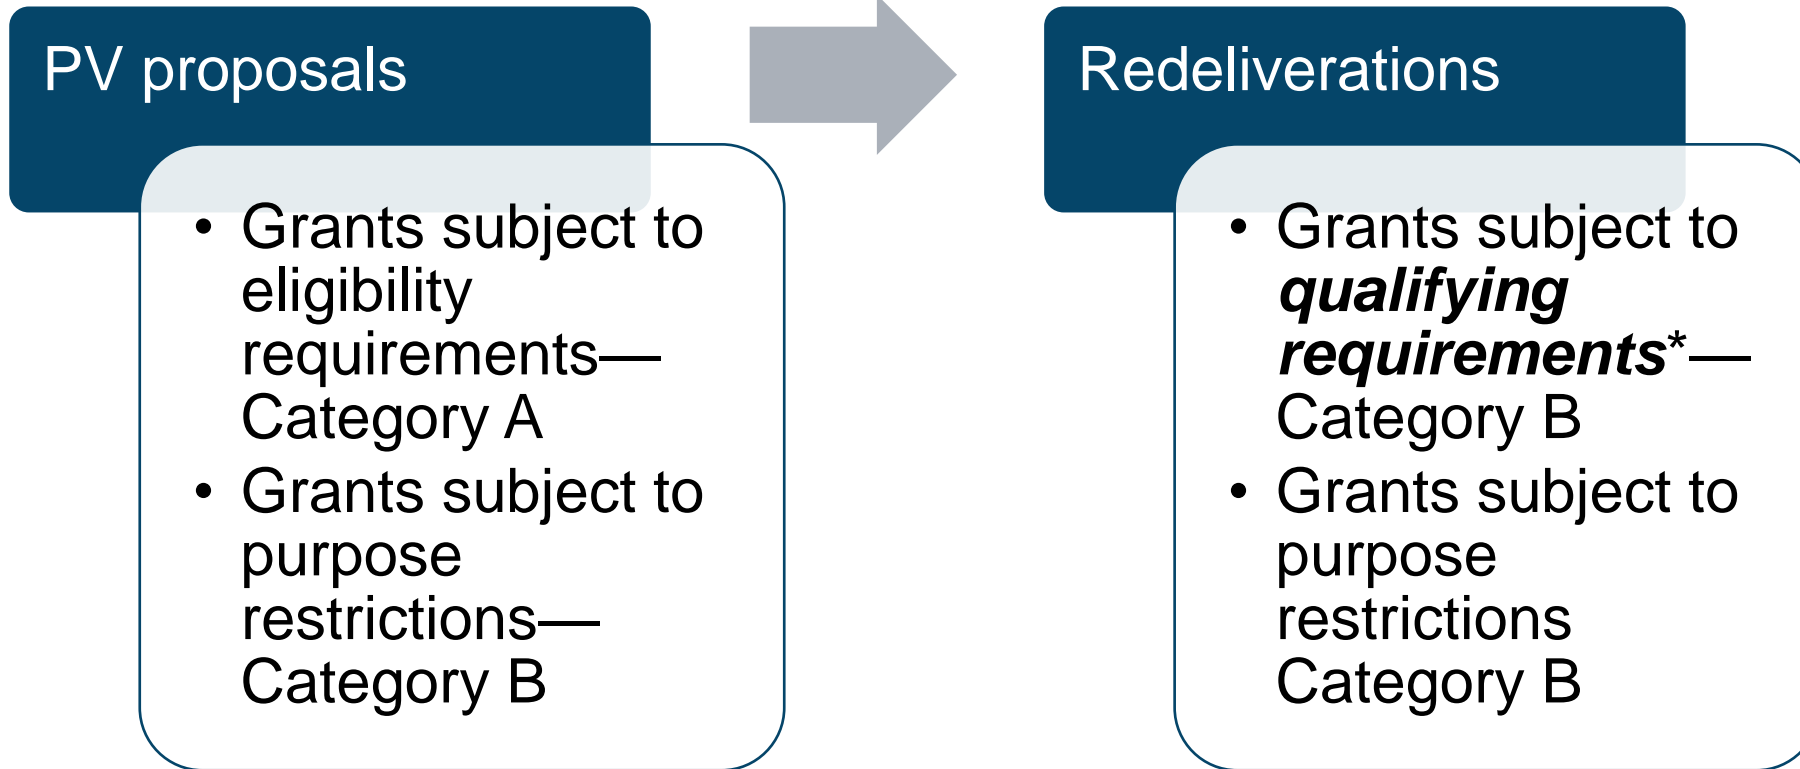 PV proposals
• Grants subject to
eligibility
requirements—
Category A
• Grants subject to
purpose
restrictions—
Category B
Redeliverations
• Grants subject to
qualifying
requirements*—
Category B
• Grants subject to
purpose
restrictions
Category B